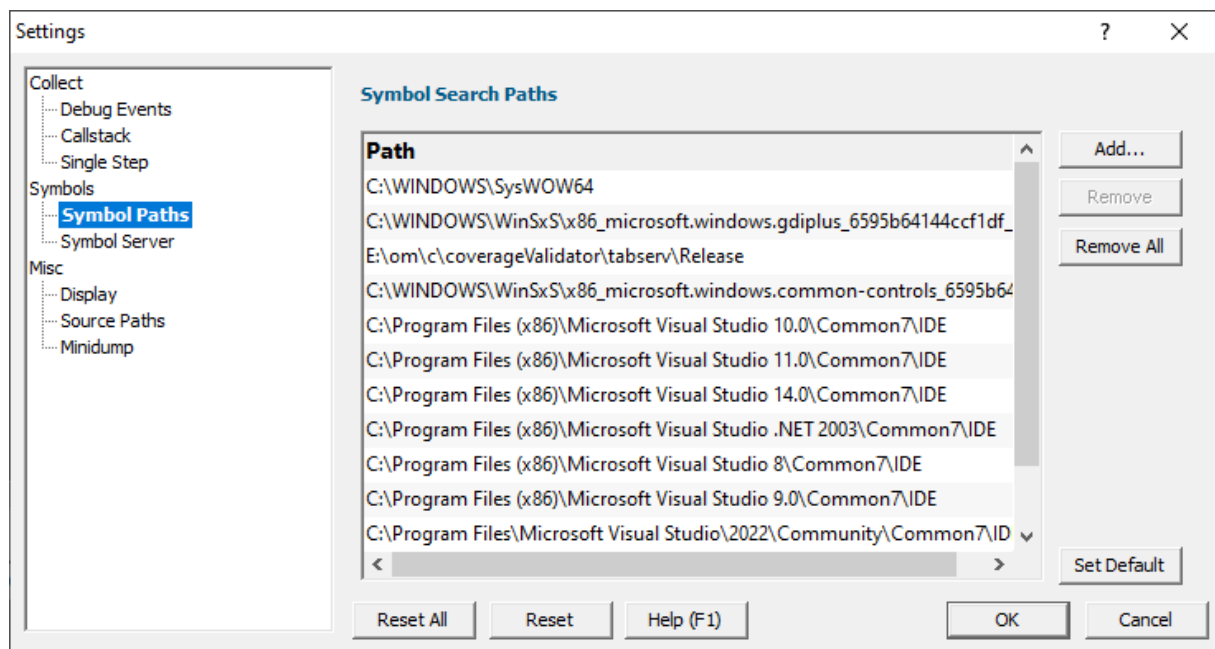 Settings
?
Collect
Debug Events
Callstack
Single Step
Symbols
Symbol Paths
Symbol Server
Misc
Display
Source Paths
Minidump
Symbol Search Paths
Path
C:\WINDOWS\SysWOW64
C:\WINDOWS\WinSxS\x86_microsoft.windows.gdiplus_6595b64144ccf1df_
E:\om\c\coverageValidator\tabserv\Release
C:\WINDOWS\WinSxS\x86_microsoft.windows.common-controls_6595b64
C:\Program Files (x86)\Microsoft Visual Studio 10.0\Common7\IDE
C:\Program Files (x86)\Microsoft Visual Studio 11.0\Common7\IDE
C:\Program Files (x86)\Microsoft Visual Studio 14.0\Common7\IDE
C:\Program Files (x86)\Microsoft Visual Studio .NET 2003\Common7\IDE
C:\Program Files (x86)\Microsoft Visual Studio 8\Common7\IDE
C:\Program Files (x86)\Microsoft Visual Studio 9.0\Common7\IDE
C:\Program Files\Microsoft Visual Studio\2022\Community\Common7\ID
Add...
Remove
Remove All
Set Default
Reset All
Reset
Help (F1)
OK
Cancel